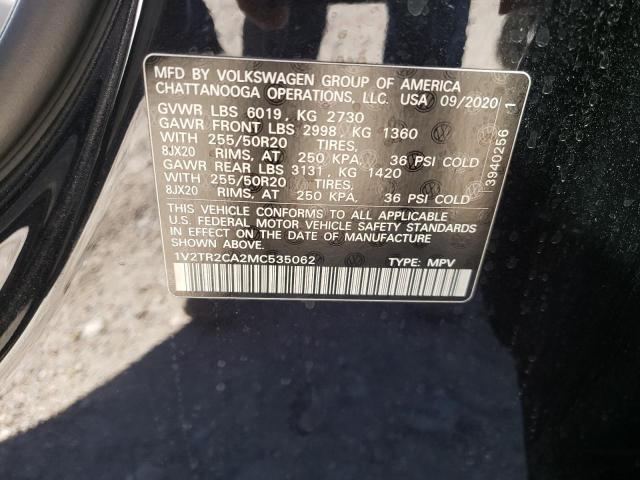 MFD BY VOLKSWAGEN GROUP OF AMERICA
CHATTANOOGA OPERATIONS, LLC. USA 09/2020
GVWR LBS 6019, KG 2730
GAWR FRONT LBS 2998, KG 1360
WITH 255/50R20 TIRES,
8JX20 RIMS, AT 250 KPA, 36 PSI COLD
GAWR REAR LBS 3131, KG 1420
WITH 255/50R20 TIRES,
8JX20 RIMS, AT 250 KPA, 36 PSI COLD
THIS VEHICLE CONFORMS TO ALL APPLICABLE
U.S. FEDERAL MOTOR VEHICLE SAFETY STANDARDS
IN EFFECT ON THE DATE OF MANUFACTURE
SHOWN ABOVE.
1V2TR2CA2MC535062 TYPE: MPV
3940256 1